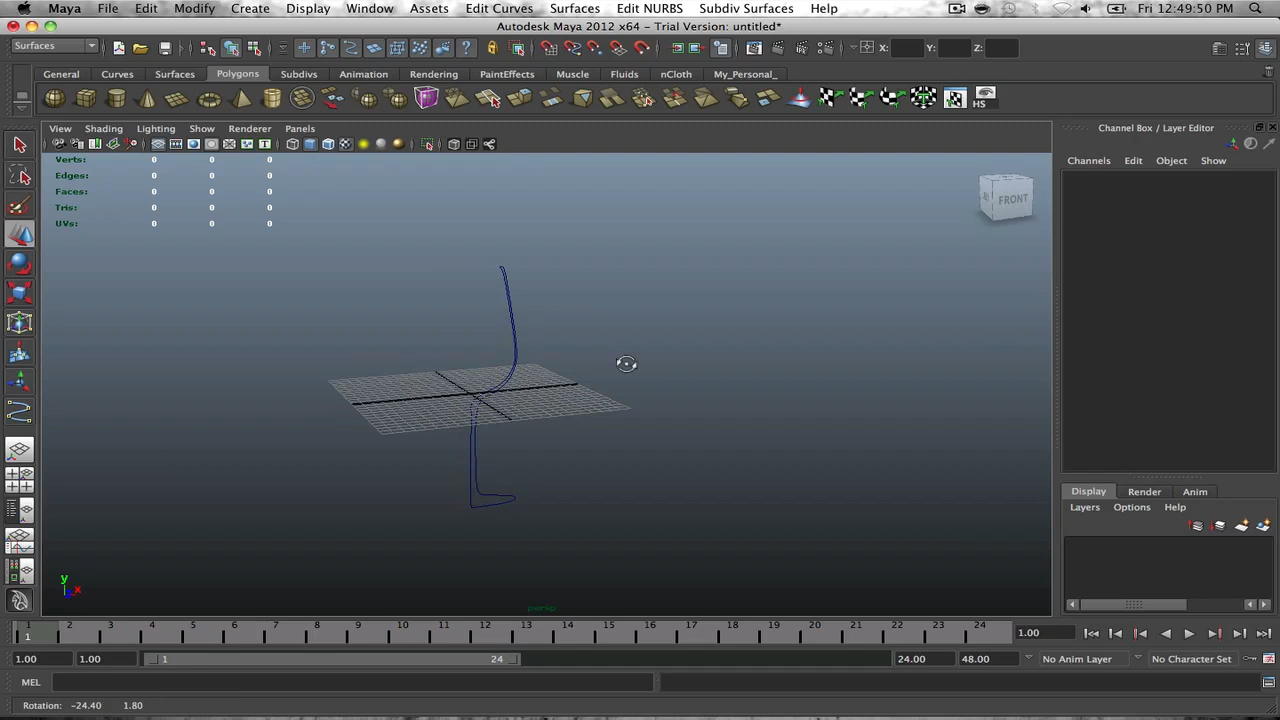 Maya File Edit Modify Create Display Window Assets Edit Curves Surfaces Edit NURBS Subdiv Surfaces Help Fri 12:49:50 PM
Autodesk Maya 2012 x64 - Trial Version: untitled*
Surfaces X: Y: Z:
General Curves Surfaces Polygons Subdivs Animation Rendering PaintEffects Muscle Fluids nCloth My_Personal_
HS
View Shading Lighting Show Renderer Panels
Channel Box / Layer Editor
Channels Edit Object Show
Verts: 0 0 0
Edges: 0 0 0
Faces: 0 0 0
Tris: 0 0 0
UVs: 0 0 0
FRONT
Display Render Anim
Layers Options Help
y
x
persp
1 2 3 4 5 6 7 8 9 10 11 12 13 14 15 16 17 18 19 20 21 22 23 24
1 1.00
1.00 1.00 1 24 24.00 48.00 No Anim Layer No Character Set
MEL
Rotation: -24.40 1.80